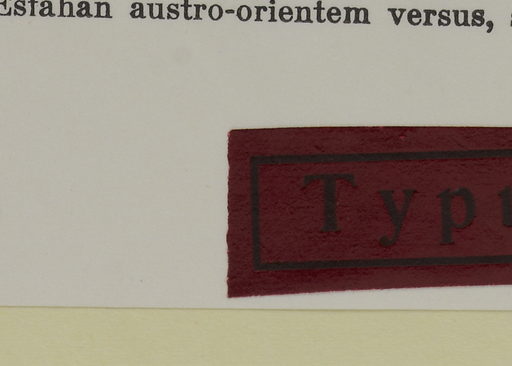 Esfahan austro-orientem versus,
Typ